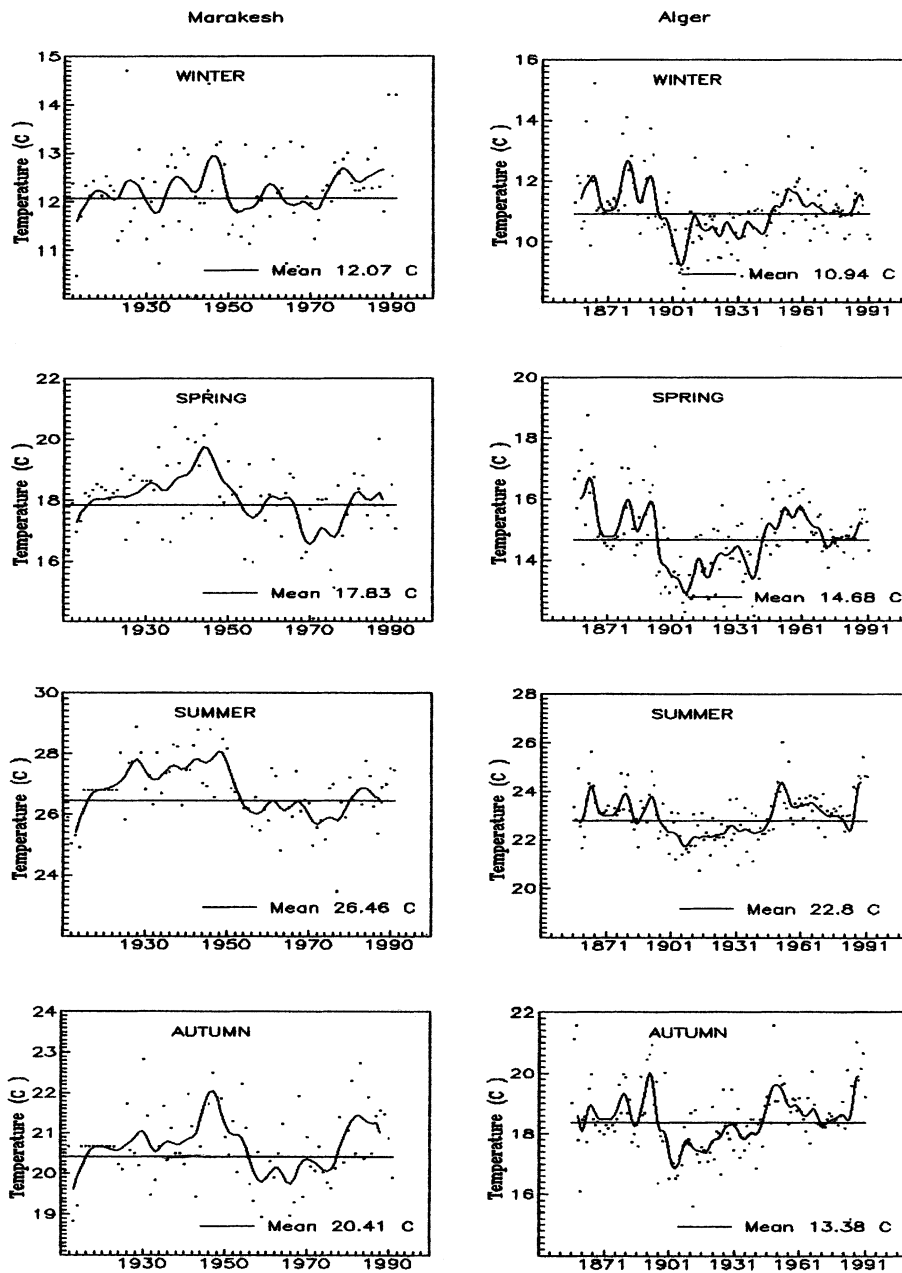 Marakesh
Alger
15
14
13
12
11
Temperature (C )
WINTER
Mean 12.07 C
1930
1950
1970
1990
16
14
12
10
Temperature (C )
WINTER
Mean 10.94 C
1871
1901
1931
1961
1991
22
20
18
16
Temperature (C )
SPRING
Mean 17.83 C
1930
1950
1970
1990
20
18
16
14
Temperature (C )
SPRING
Mean 14.68 C
1871
1901
1931
1961
1991
30
28
26
24
Temperature (C )
SUMMER
Mean 26.46 C
1930
1950
1970
1990
28
26
24
22
20
Temperature (C )
SUMMER
Mean 22.8 C
1871
1901
1931
1961
1991
24
23
22
21
20
19
Temperature (C )
AUTUMN
Mean 20.41 C
1930
1950
1970
1990
22
20
18
16
Temperature (C )
AUTUMN
Mean 13.38 C
1871
1901
1931
1961
1991